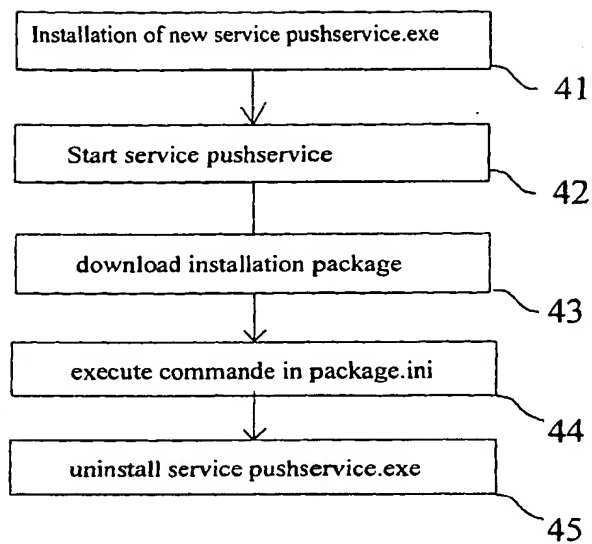 Installation of new service pushservice.exe
41
Start service pushservice
42
download installation package
43
execute commande in package.ini
44
uninstall service pushservice.exe
45